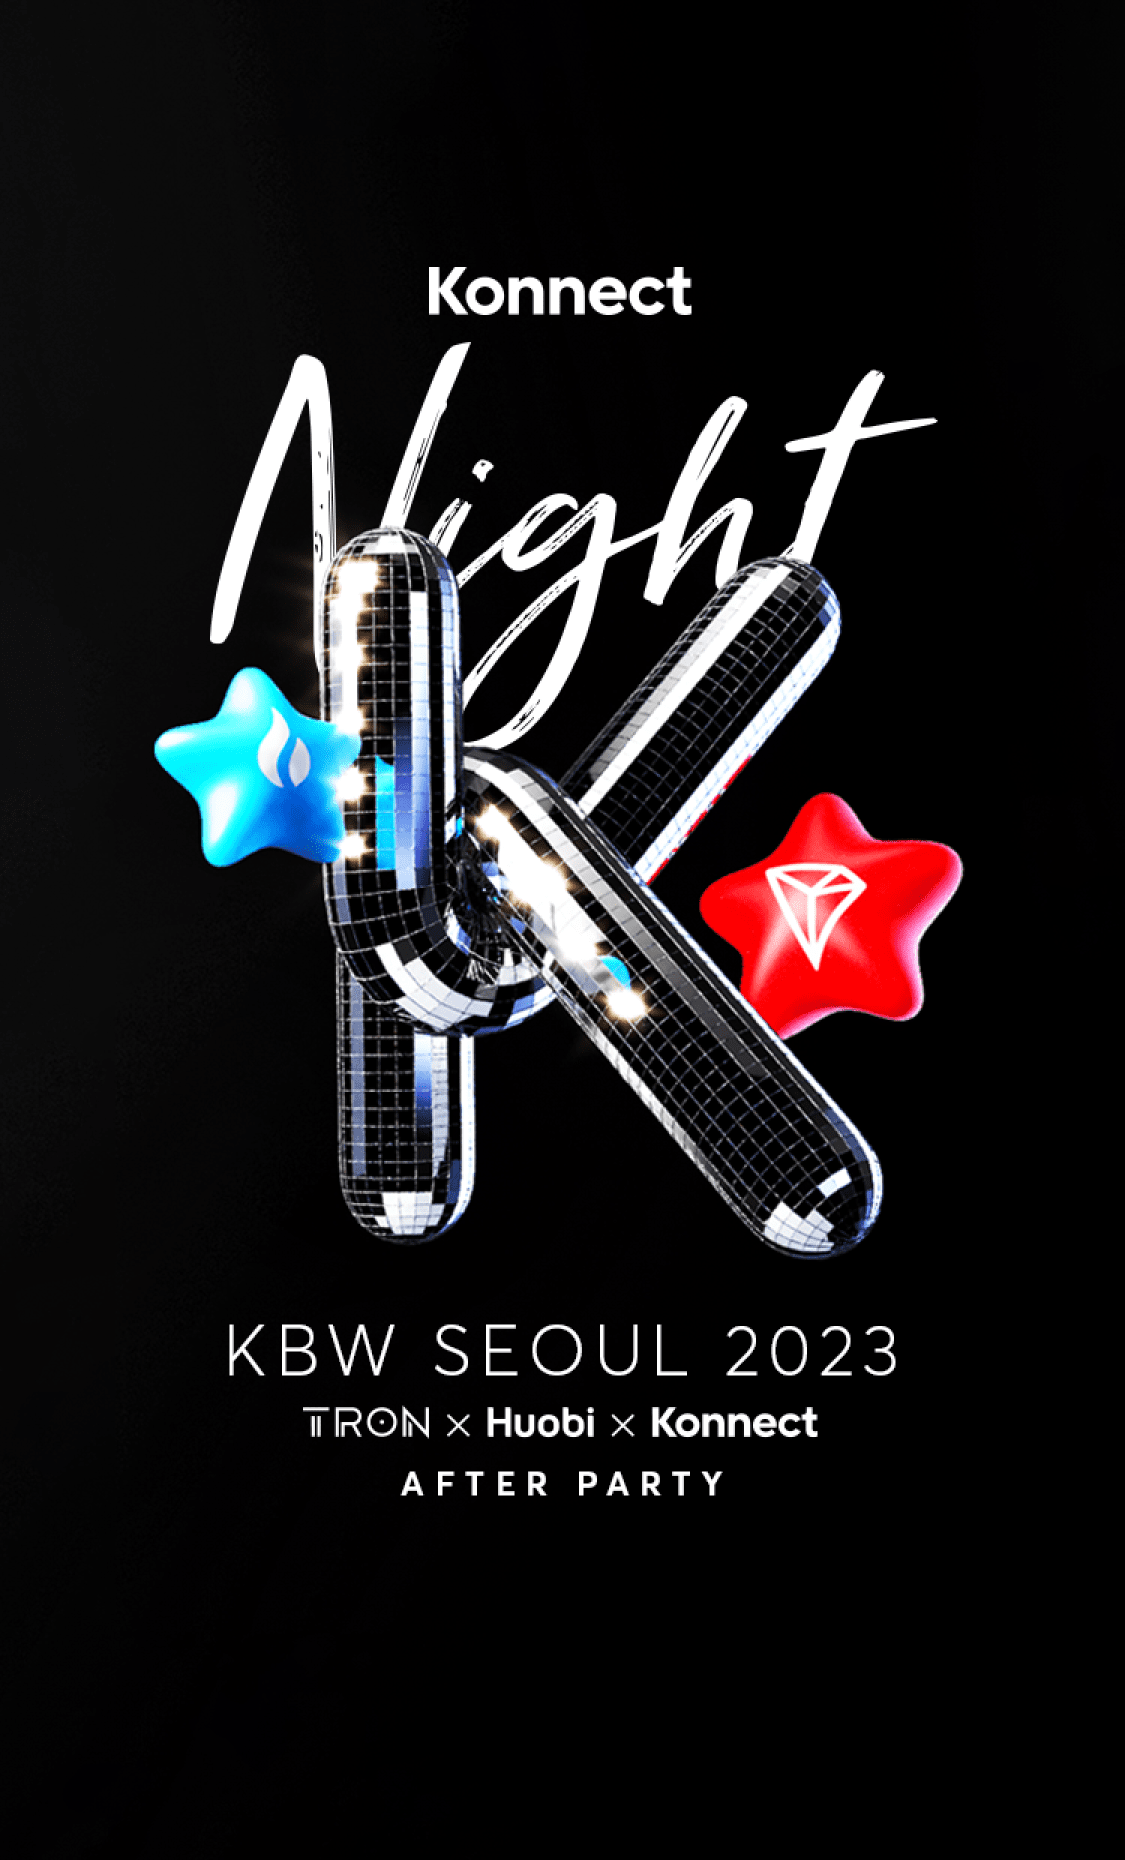 Konnect
Night
KBW SEOUL 2023
TRON × Huobi × Konnect
AFTER PARTY